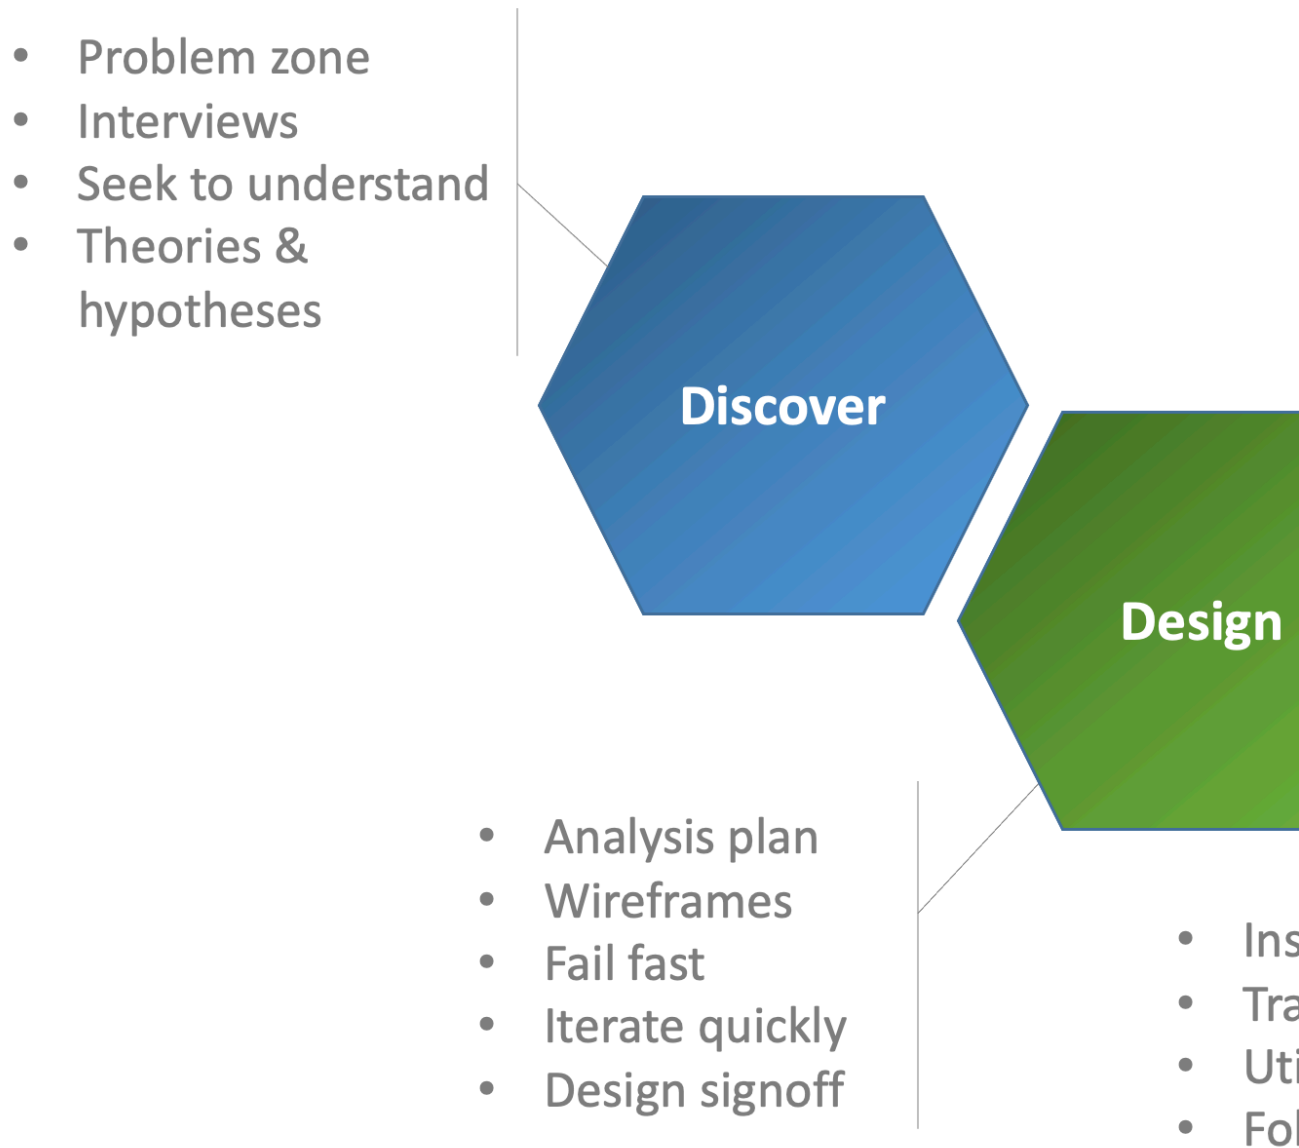 • Problem zone
• Interviews
• Seek to understand
• Theories &
hypotheses
Discover
Design
• Analysis plan
• Wireframes
• Fail fast
• Iterate quickly
• Design signoff